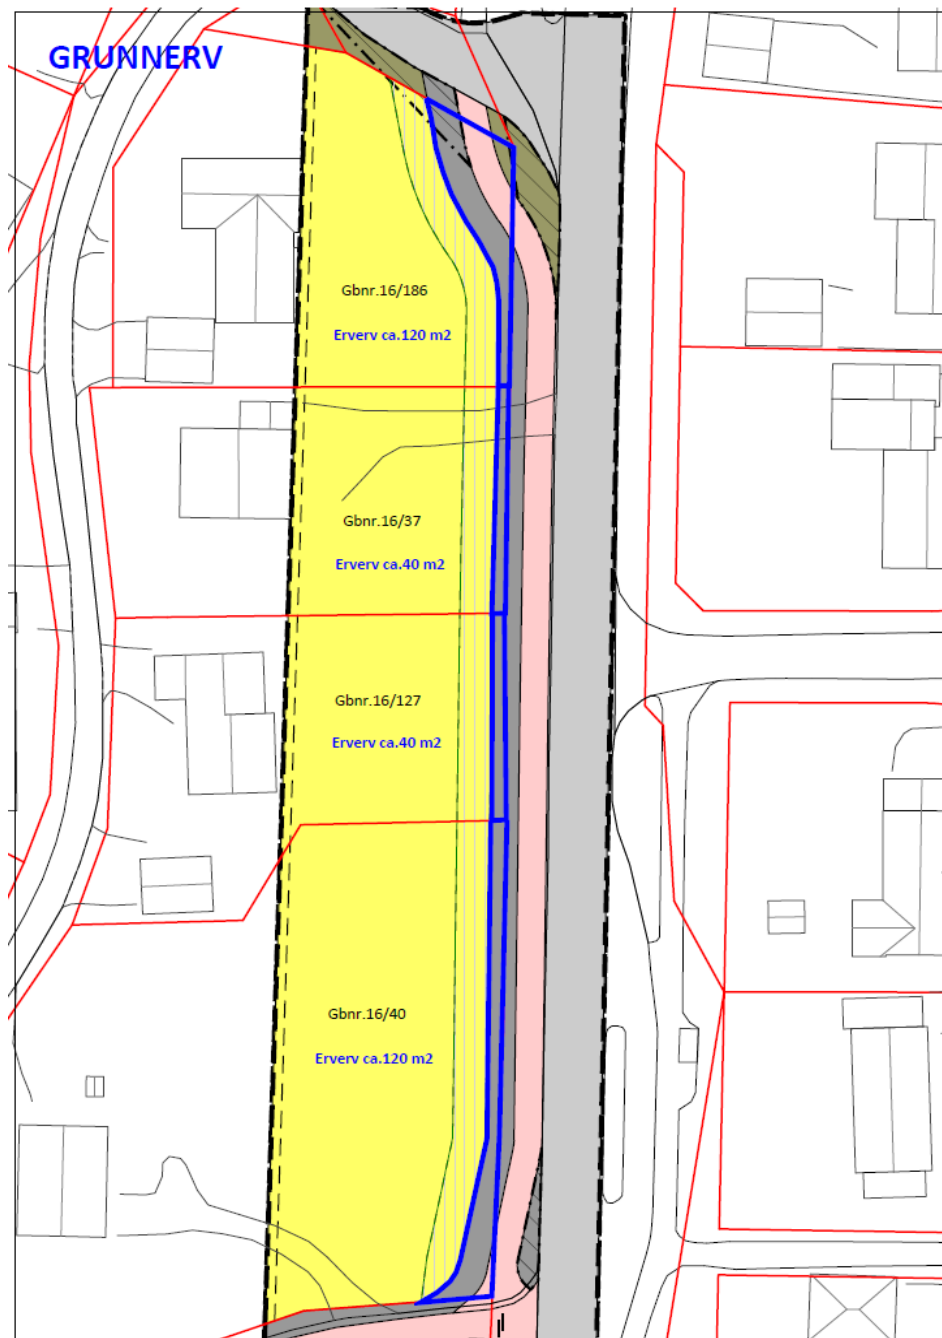 GRUNNERV
Gbnr.16/186
Erverv ca.120 m2
Gbnr.16/37
Erverv ca.40 m2
Gbnr.16/127
Erverv ca.40 m2
Gbnr.16/40
Erverv ca.120 m2